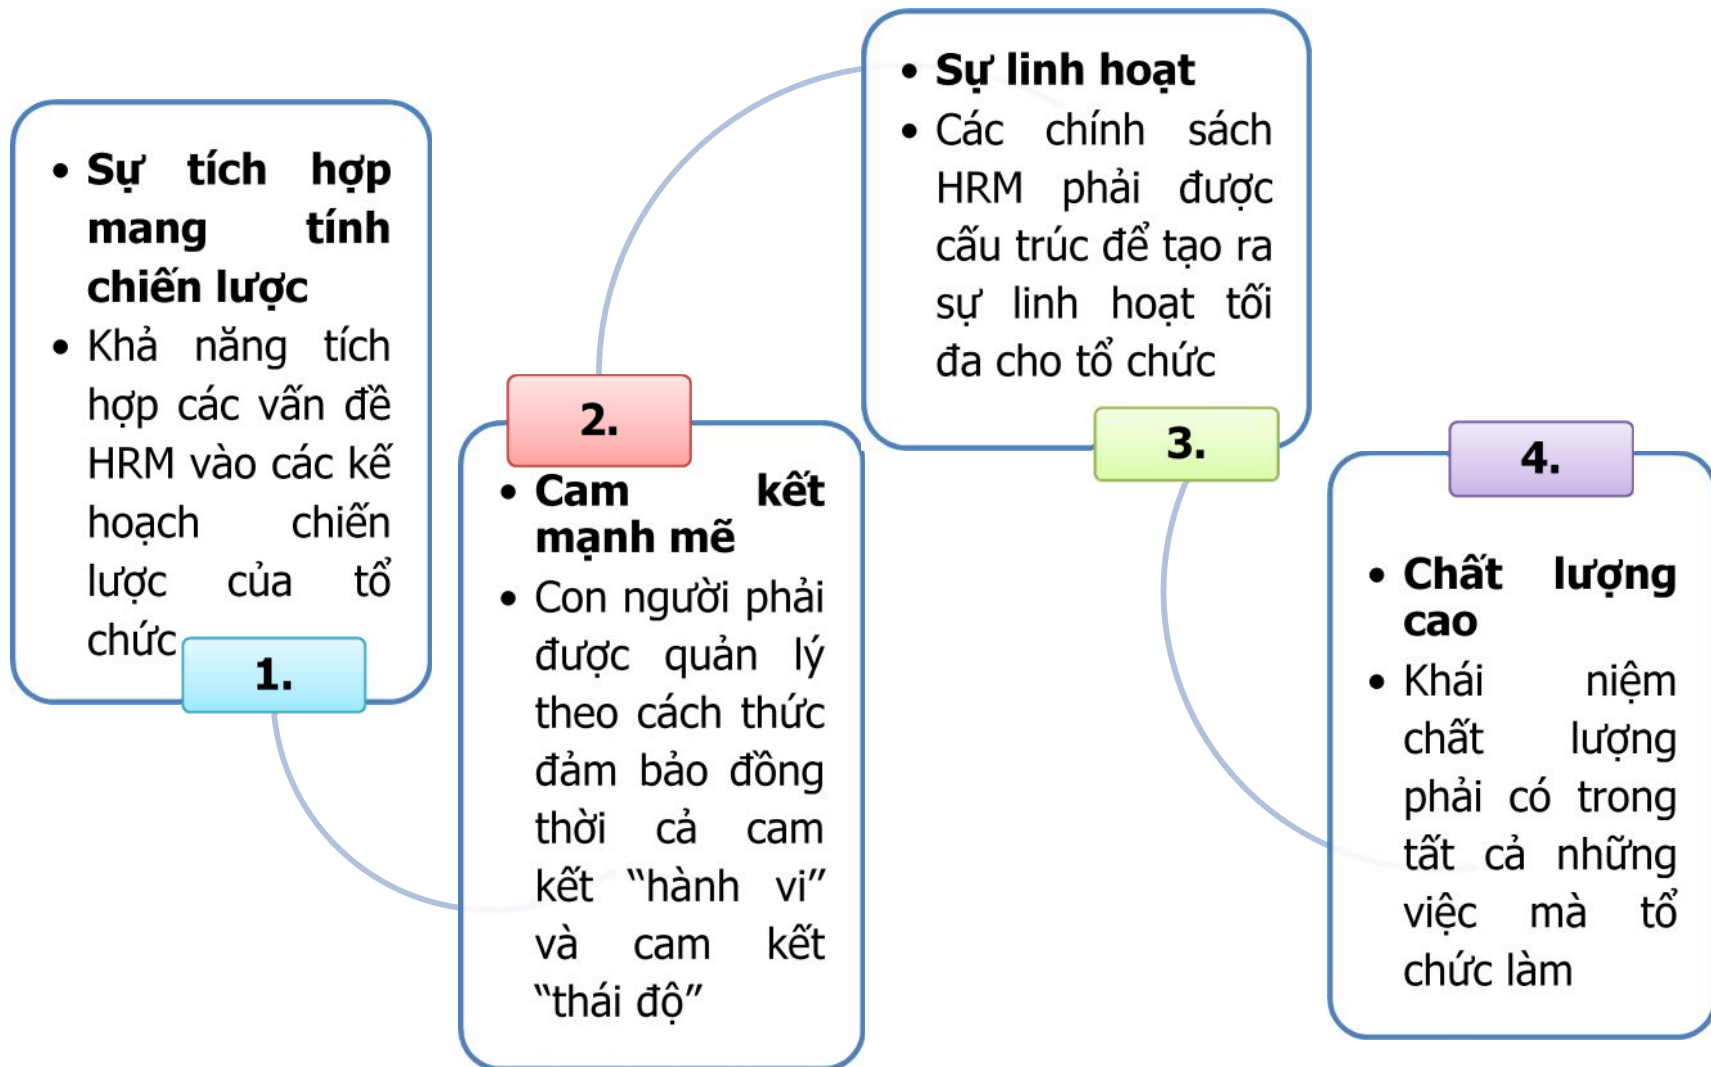 Sự tích hợp
mang tính
chiến lược
Khả năng tích
hợp các vấn đề
HRM vào các kế
hoạch chiến
lược của tổ
chức
1.
2.
Cam kết
mạnh mẽ
Con người phải
được quản lý
theo cách thức
đảm bảo đồng
thời cả cam
kết “hành vi”
và cam kết
“thái độ”
Sự linh hoạt
Các chính sách
HRM phải được
cấu trúc để tạo ra
sự linh hoạt tối
đa cho tổ chức
3.
4.
Chất lượng
cao
Khái niệm
chất lượng
phải có trong
tất cả những
việc mà tổ
chức làm